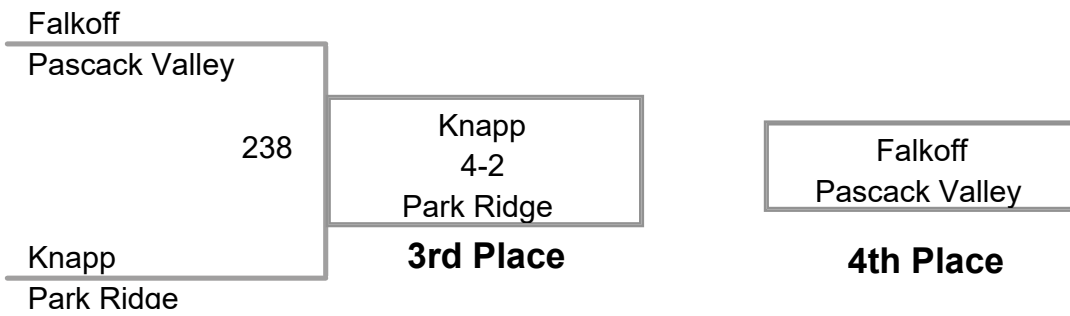 Falkoff
Pascack Valley
238
Knapp
Park Ridge
Knapp
4-2
Park Ridge
3rd Place
Falkoff
Pascack Valley
4th Place